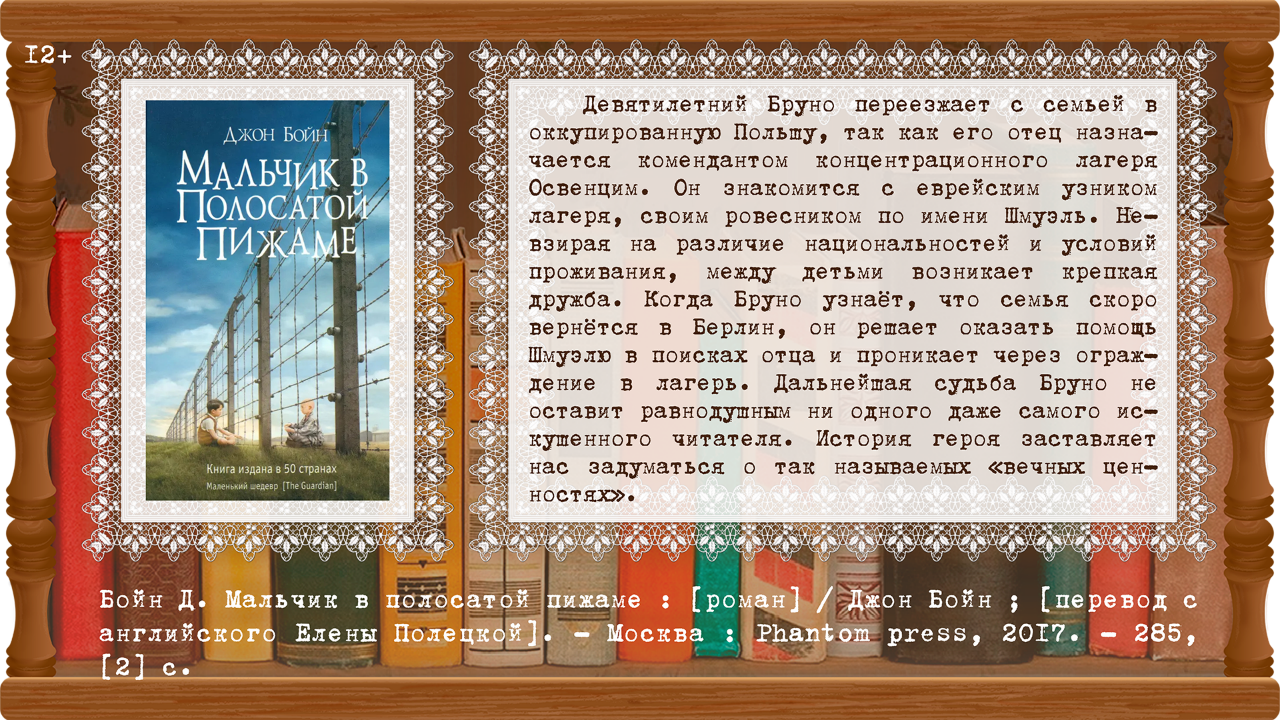 12+
Джон Бойн
Мальчик в
Полосатой
Пижаме
Книга издана в 50 странах
Маленький шедевр [The Guardian]
Девятилетний Бруно переезжает с семьей в
оккупированную Польшу, так как его отец назна-
чается комендантом концентрационного лагеря
Освенцим. Он знакомится с еврейским узником
лагеря, своим ровесником по имени Шмуэль. Не-
взирая на различие национальностей и условий
проживания, между детьми возникает крепкая
дружба. Когда Бруно узнаёт, что семья скоро
вернётся в Берлин, он решает оказать помощь
Шмуэлю в поисках отца и проникает через ограж-
дение в лагерь. Дальнейшая судьба Бруно не
оставит равнодушным ни одного даже самого ис-
кушенного читателя. История героя заставляет
нас задуматься о так называемых «вечных цен-
ностях».
Бойн Д. Мальчик в полосатой пижаме : [роман] / Джон Бойн ; [перевод с
английского Елены Полецкой]. – Москва : Phantom press, 2017. – 285,
[2] с.